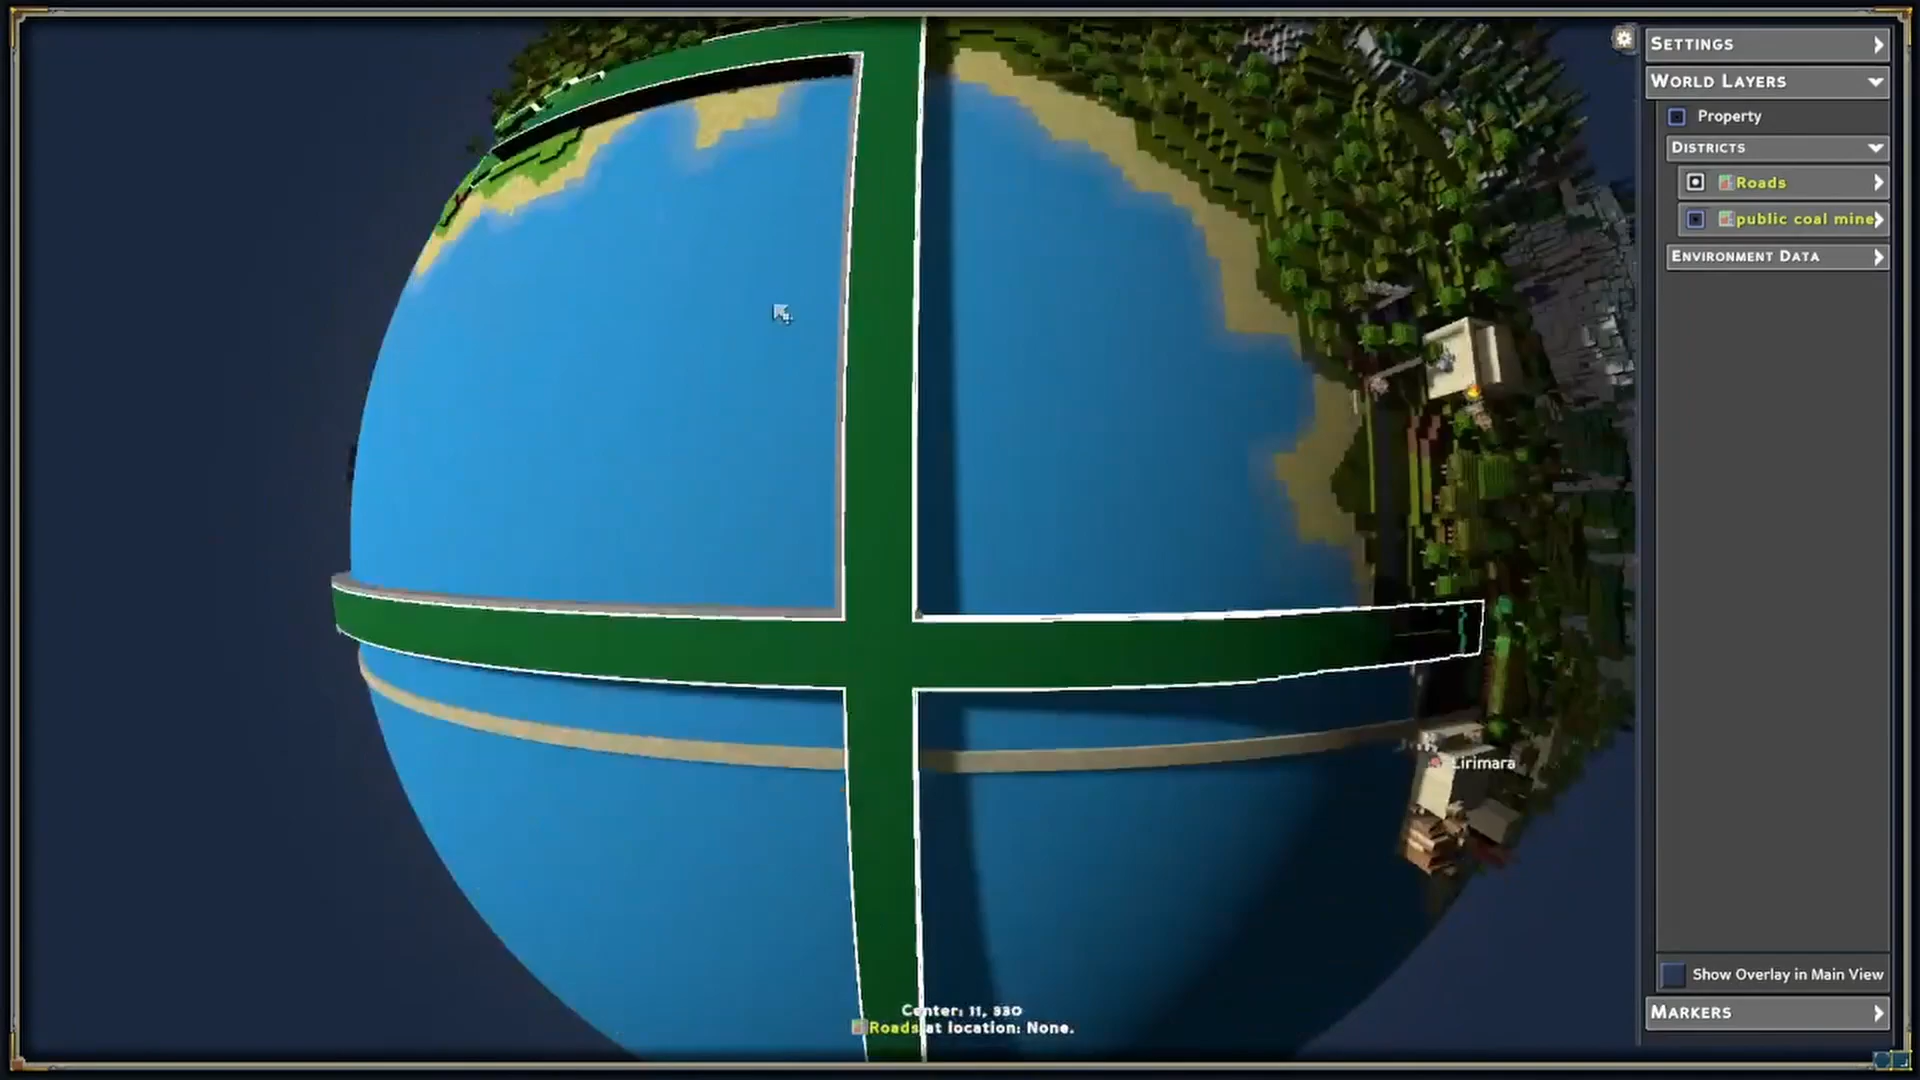 SETTINGS
WORLD LAYERS
Property
DISTRICTS
Roads
public coal mine
ENVIRONMENT DATA
Lirimara
Show Overlay in Main View
Center: 11, 330
Roads at location: None.
MARKERS